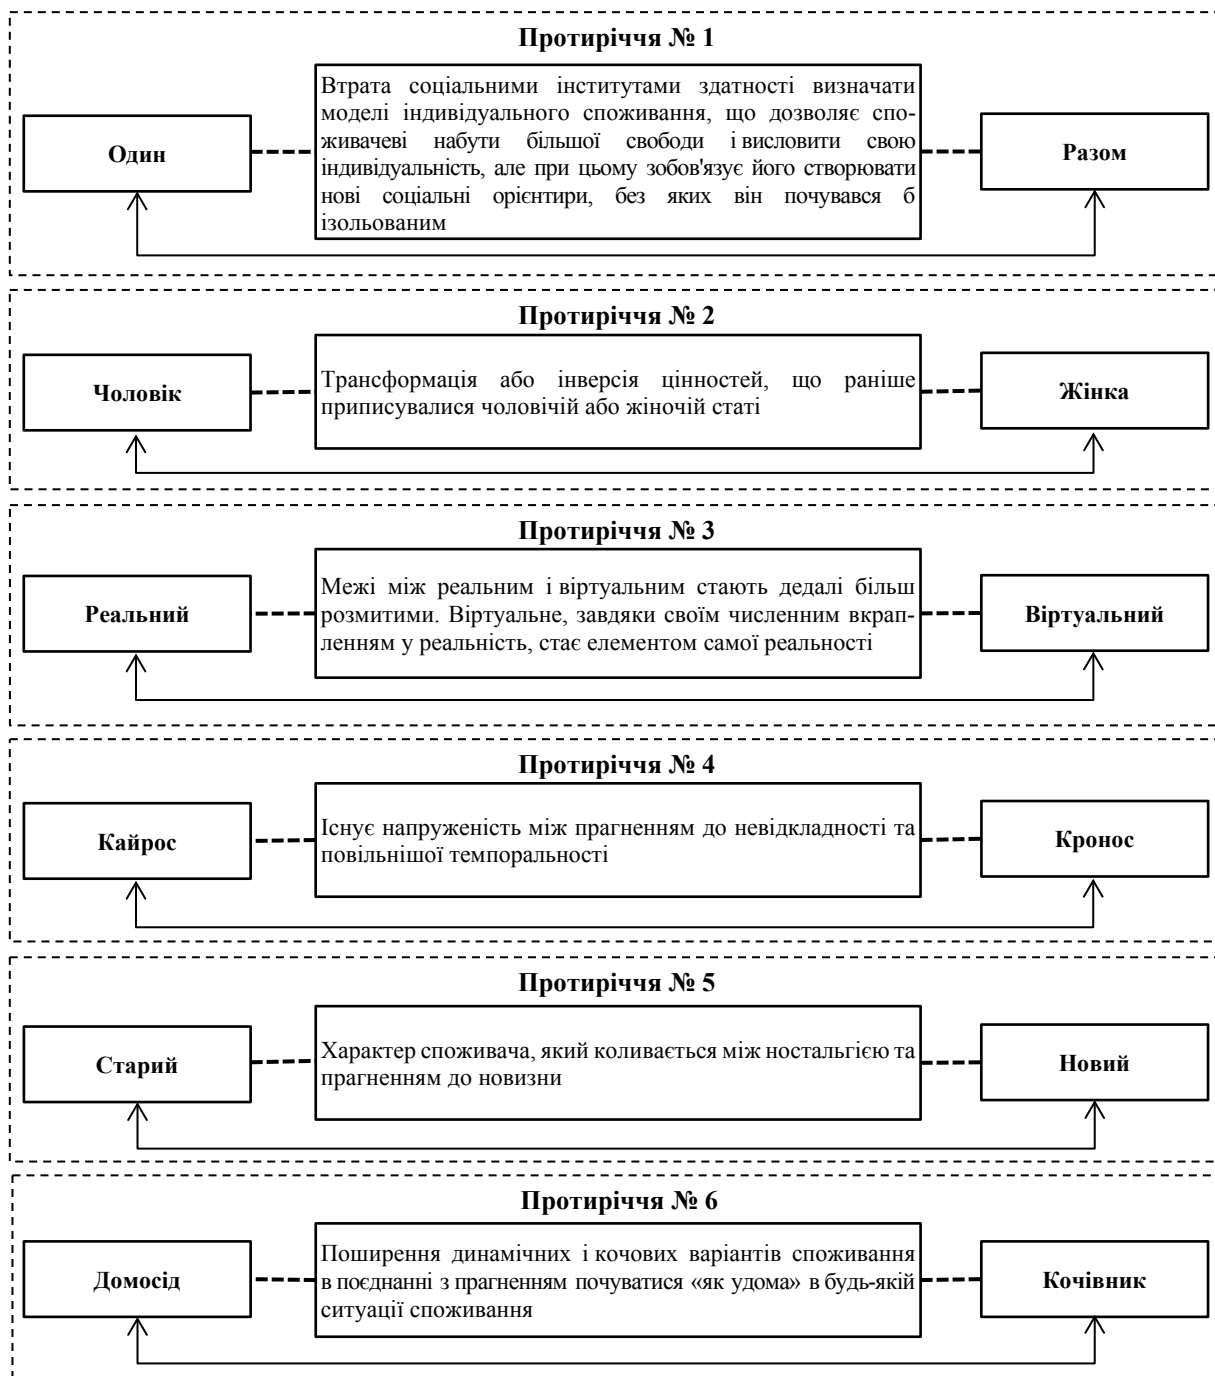 Протиріччя № 1
Один
Втрата соціальними інститутами здатності визначати
моделі індивідуального споживання, що дозволяє спо-
живачеві набути більшої свободи і висловити свою
індивідуальність, але при цьому зобов'язує його створювати
нові соціальні орієнтири, без яких він почувався б
ізольованим
Разом
Протиріччя № 2
Чоловік
Трансформація або інверсія цінностей, що раніше
приписувалися чоловічій або жіночій статі
Жінка
Протиріччя № 3
Реальний
Межі між реальним і віртуальним стають дедалі більш
розмитими. Віртуальне, завдяки своїм численним вкрап-
ленням у реальність, стає елементом самої реальності
Віртуальний
Протиріччя № 4
Кайрос
Існує напруженість між прагненням до невідкладності та
повільнішої темпоральності
Кронос
Протиріччя № 5
Старий
Характер споживача, який коливається між ностальгією та
прагненням до новизни
Новий
Протиріччя № 6
Домосід
Поширення динамічних і кочових варіантів споживання
в поєднанні з прагненням почуватися «як удома» в будь-якій
ситуації споживання
Кочівник